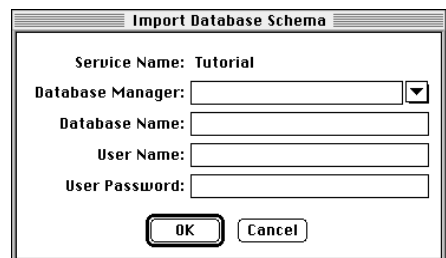 Import Database Schema
Service Name: Tutorial
Database Manager:
Database Name:
User Name:
User Password:
OK Cancel